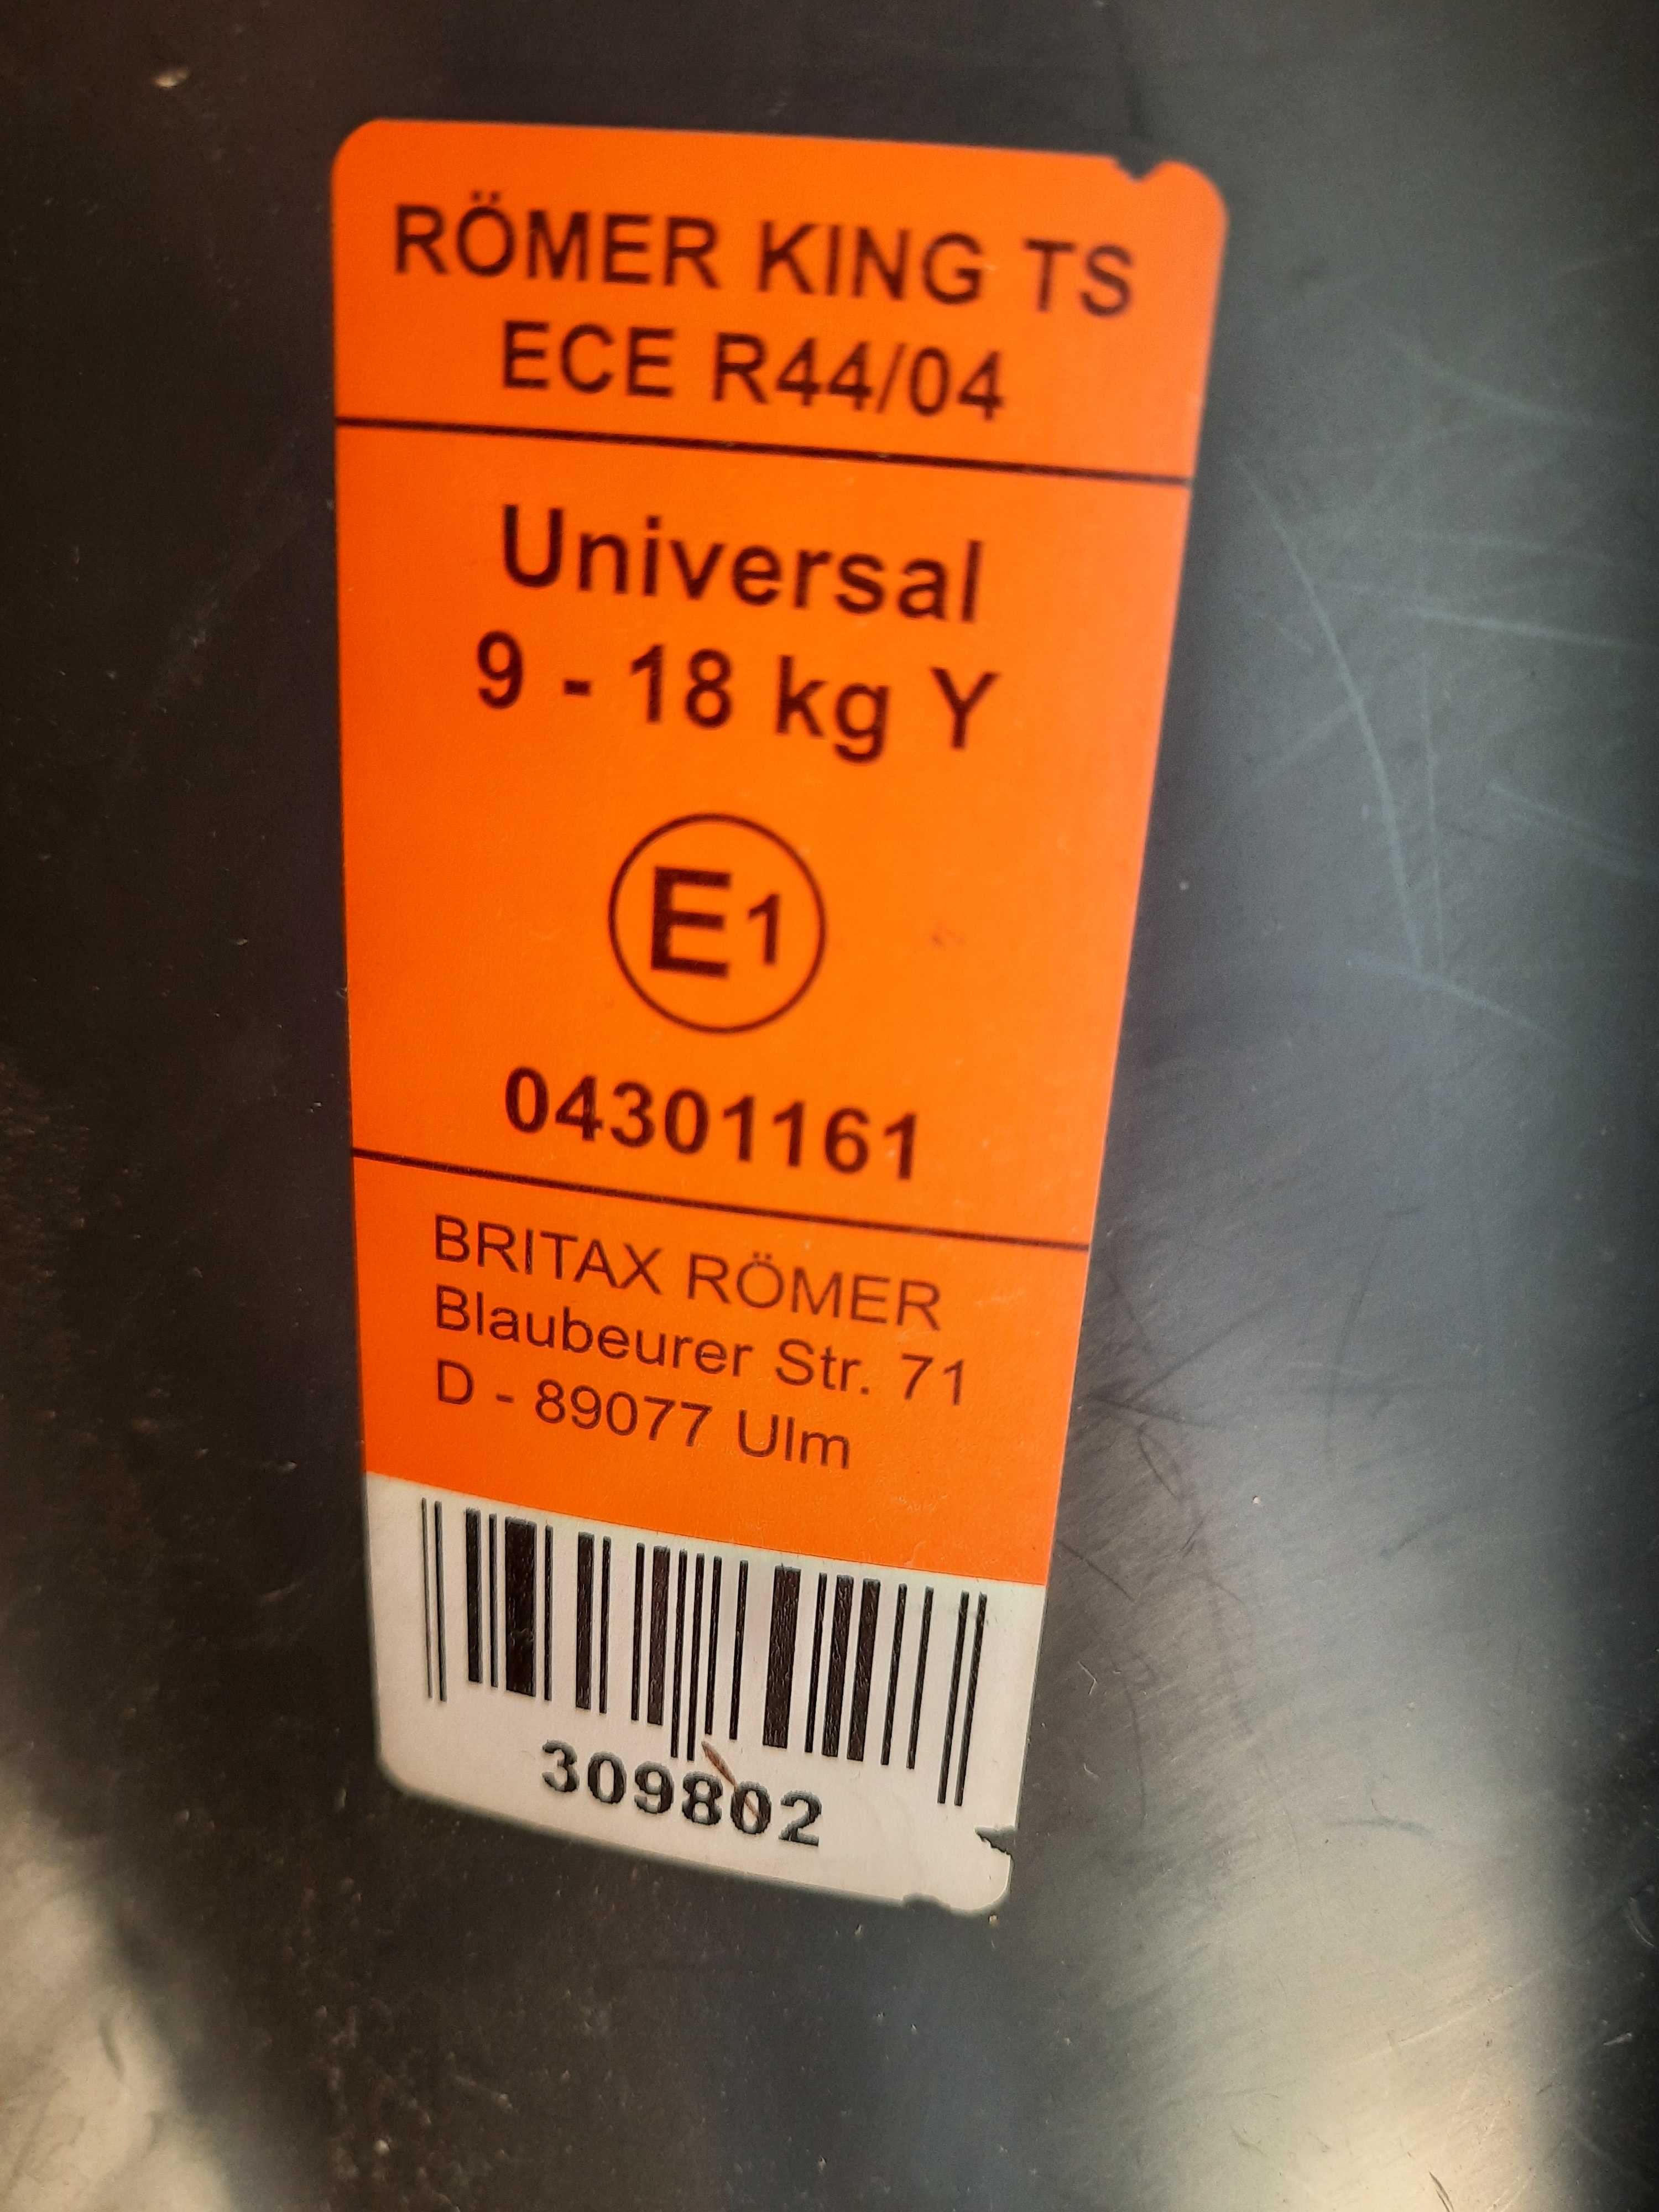 RÖMER KING TS
ECE R44/04
Universal
9 - 18 kg Y
E1
04301161
BRITAX RÖMER
Blaubeurer Str. 71
D - 89077 Ulm
309802